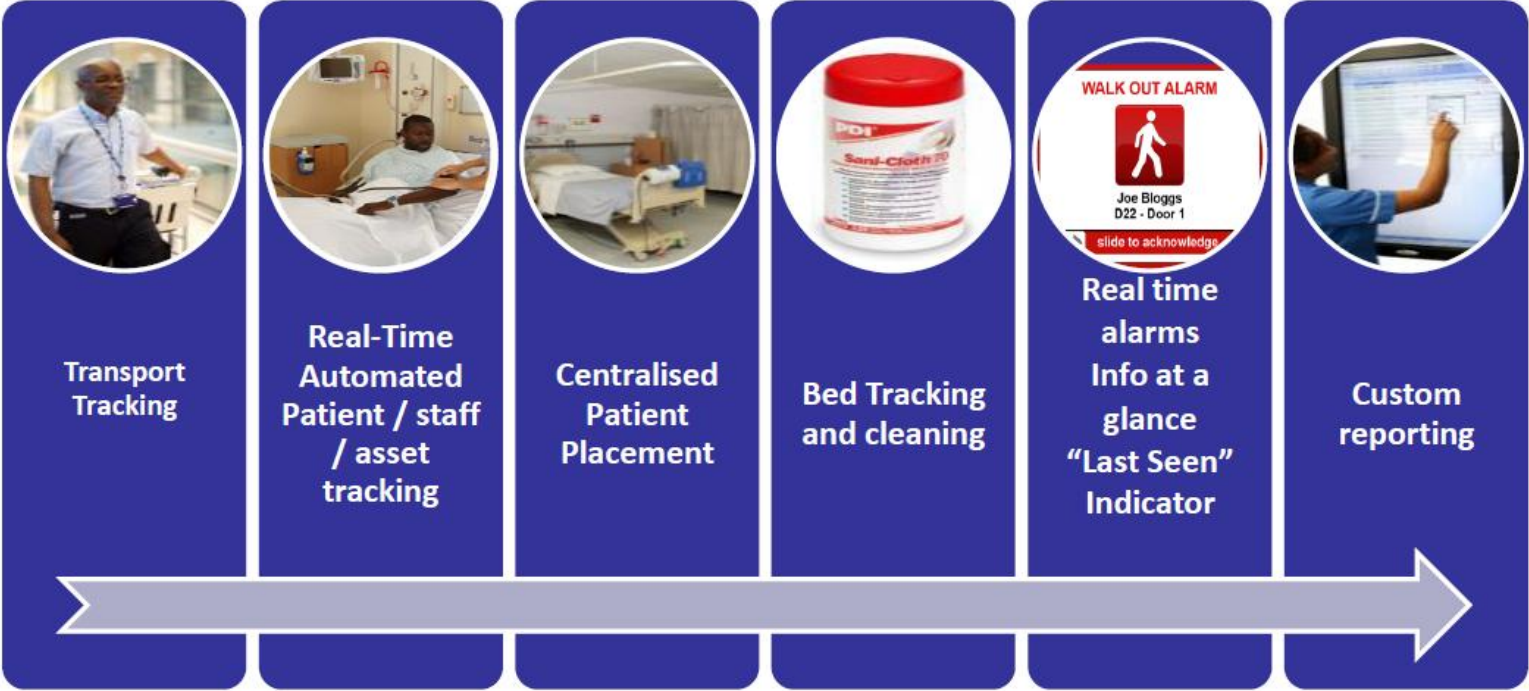 Transport
Tracking
Real-Time
Automated
Patient / staff
/ asset
tracking
Centralised
Patient
Placement
PDI
Sani-Cloth 70
Bed Tracking
and cleaning
WALK OUT ALARM
Joe Bloggs
D22 - Door 1
slide to acknowledge
Real time
alarms
Info at a
glance
“Last Seen”
Indicator
Custom
reporting